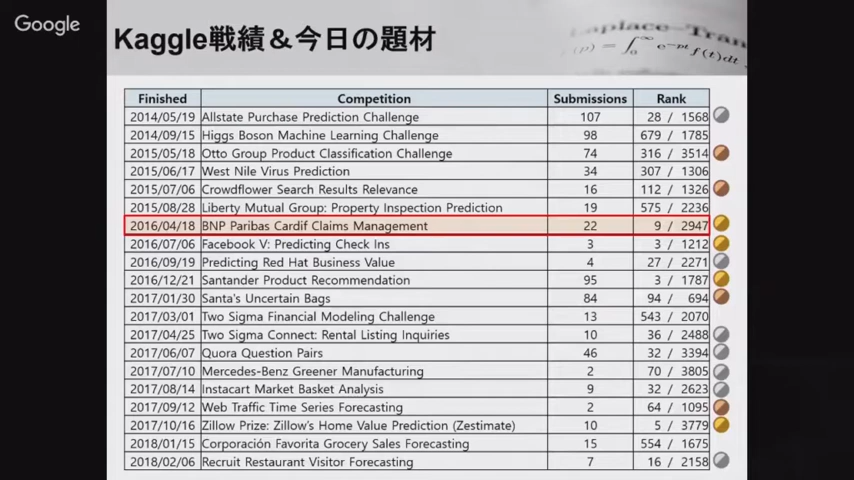 Google
Kaggle戦績＆今日の題材
Laplace-Tran
(p) = ∫₀^∞ e^-pt f(t)dt
Finished Competition Submissions Rank
2014/05/19 Allstate Purchase Prediction Challenge 107 28 / 1568
2014/09/15 Higgs Boson Machine Learning Challenge 98 679 / 1785
2015/05/18 Otto Group Product Classification Challenge 74 316 / 3514
2015/06/17 West Nile Virus Prediction 34 307 / 1306
2015/07/06 Crowdflower Search Results Relevance 16 112 / 1326
2015/08/28 Liberty Mutual Group: Property Inspection Prediction 19 575 / 2236
2016/04/18 BNP Paribas Cardif Claims Management 22 9 / 2947
2016/07/06 Facebook V: Predicting Check Ins 3 3 / 1212
2016/09/19 Predicting Red Hat Business Value 4 27 / 2271
2016/12/21 Santander Product Recommendation 95 3 / 1787
2017/01/30 Santa's Uncertain Bags 84 94 / 694
2017/03/01 Two Sigma Financial Modeling Challenge 13 543 / 2070
2017/04/25 Two Sigma Connect: Rental Listing Inquiries 10 36 / 2488
2017/06/07 Quora Question Pairs 46 32 / 3394
2017/07/10 Mercedes-Benz Greener Manufacturing 2 70 / 3805
2017/08/14 Instacart Market Basket Analysis 9 32 / 2623
2017/09/12 Web Traffic Time Series Forecasting 2 64 / 1095
2017/10/16 Zillow Prize: Zillow's Home Value Prediction (Zestimate) 10 5 / 3779
2018/01/15 Corporación Favorita Grocery Sales Forecasting 15 554 / 1675
2018/02/06 Recruit Restaurant Visitor Forecasting 7 16 / 2158